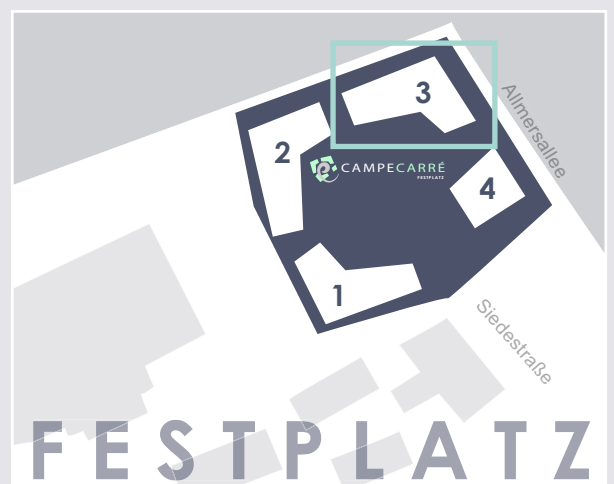 3
Allmersallee
2
CAMPECARRÉ
FESTPLATZ
4
1
Siedestraße
FESTPLATZ